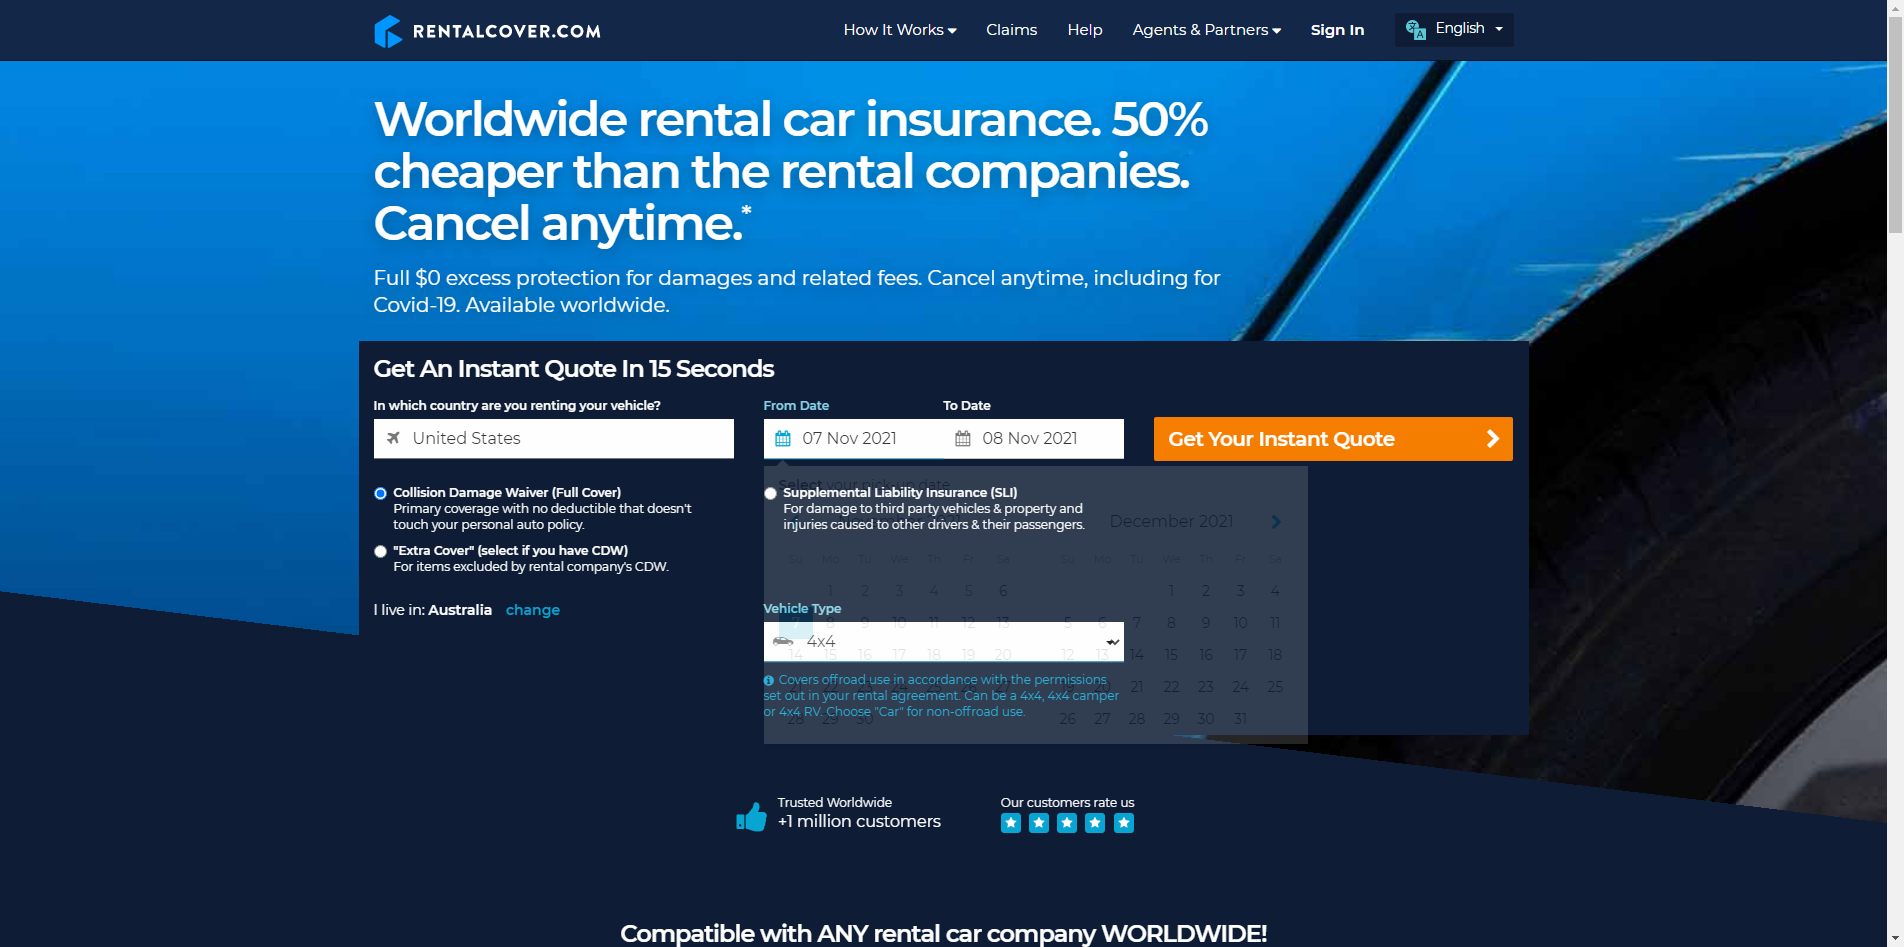 RENTALCOVER.COM
How It Works
Claims
Help
Agents & Partners
Sign In
English
Worldwide rental car insurance. 50%
cheaper than the rental companies.
Cancel anytime.*
Full $0 excess protection for damages and related fees. Cancel anytime, including for
Covid-19. Available worldwide.
Get An Instant Quote In 15 Seconds
In which country are you renting your vehicle?
United States
From Date
To Date
07 Nov 2021
08 Nov 2021
Get Your Instant Quote
Select your pick-up date
Collision Damage Waiver (Full Cover)
Primary coverage with no deductible that doesn't
touch your personal auto policy.
"Extra Cover" (select if you have CDW)
For items excluded by rental company's CDW.
Supplemental Liability Insurance (SLI)
For damage to third party vehicles & property and
injuries caused to other drivers & their passengers.
December 2021
Su Mo Tu We Th Fr Sa
Su Mo Tu We Th Fr Sa
1 2 3 4 5 6
1 2 3 4
I live in: Australia change
Vehicle Type
7 8 9 10 11 12 13
5 6 7 8 9 10 11
4x4
14 15 16 17 18 19 20
12 13 14 15 16 17 18
Covers offroad use in accordance with the permissions
set out in your rental agreement. Can be a 4x4, 4x4 camper
or 4x4 RV. Choose "Car" for non-offroad use.
19 20 21 22 23 24 25
28 29 30
26 27 28 29 30 31
Trusted Worldwide
+1 million customers
Our customers rate us
Compatible with ANY rental car company WORLDWIDE!